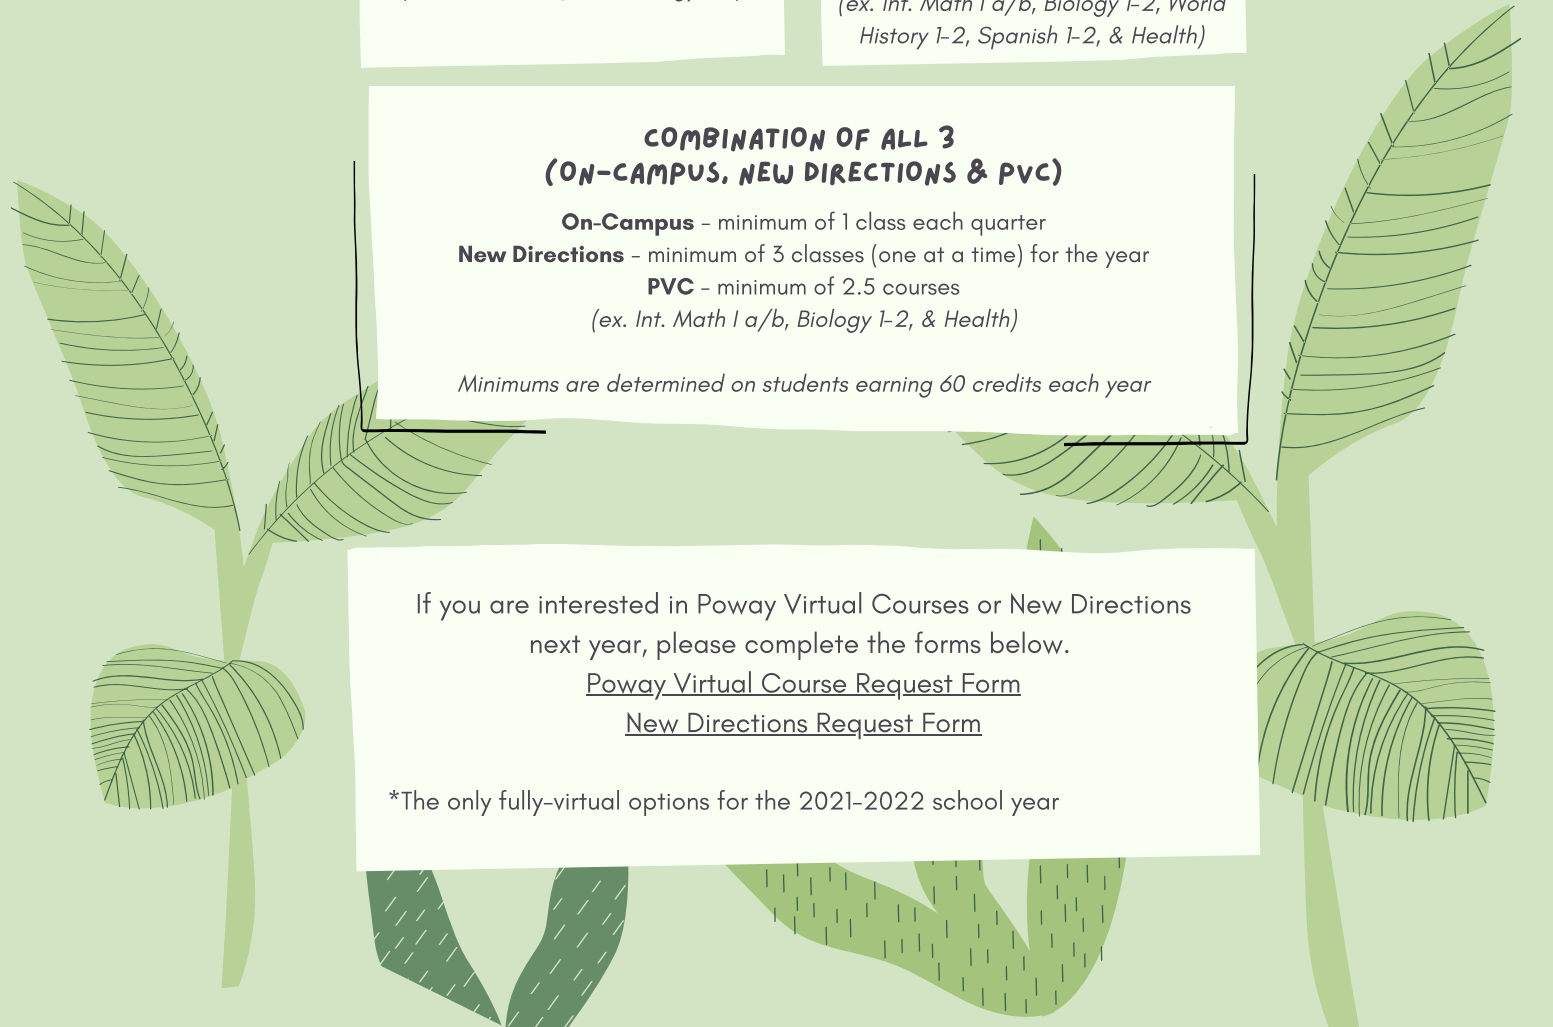 (ex. Int. Math I a/b, Biology 1-2, World
History 1-2, Spanish 1-2, & Health)
COMBINATION OF ALL 3
(ON-CAMPUS, NEW DIRECTIONS & PVC)
On-Campus - minimum of 1 class each quarter
New Directions - minimum of 3 classes (one at a time) for the year
PVC - minimum of 2.5 courses
(ex. Int. Math I a/b, Biology 1-2, & Health)
Minimums are determined on students earning 60 credits each year
If you are interested in Poway Virtual Courses or New Directions
next year, please complete the forms below.
Poway Virtual Course Request Form
New Directions Request Form
*The only fully-virtual options for the 2021-2022 school year